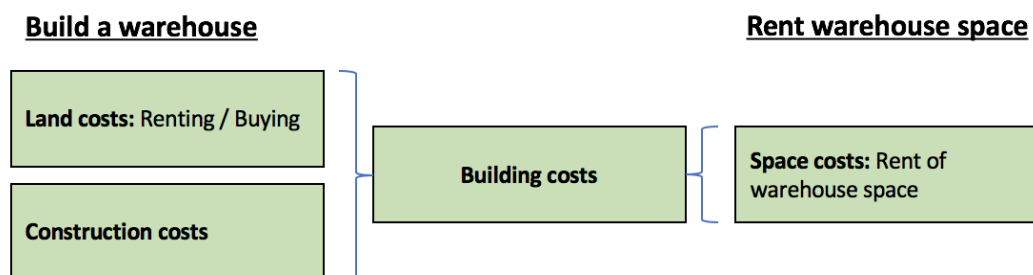 Build a warehouse
Rent warehouse space
Land costs: Renting / Buying
Building costs
Space costs: Rent of
warehouse space
Construction costs